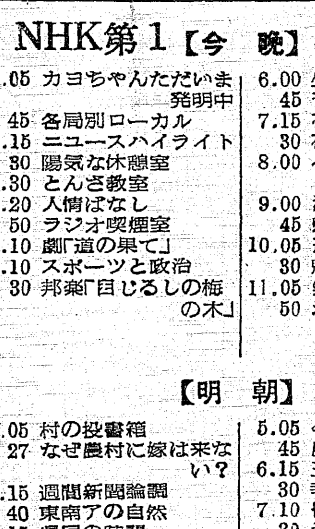 NHK第1【今 晩】
.05 カヨちゃんただいま
発明中
45 各局別ローカル
.15 ニュースハイライト
30 陽気な休憩室
.30 とんち教室
.20 人情ばなし
50 ラジオ喫煙室
.10 劇「道の果て」
.10 スポーツと政治
30 邦楽「目じるしの梅
の木」
6.00
45
7.15
30
8.00
9.00
45
10.05
30
11.05
50
【明 朝】
.05 村の投書箱
27 なぜ農村に嫁は来な
い?
.15 週間新聞論調
40 東南アの自然
5.05
45
6.15
30
7.10